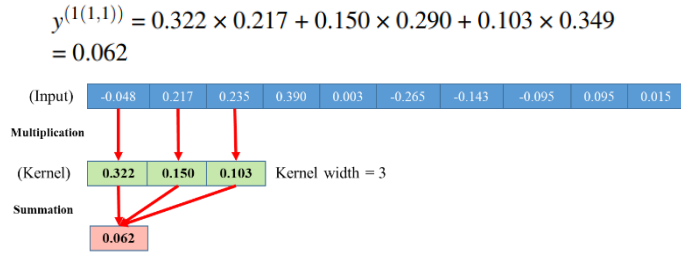 y^{(1(1,1))} = 0.322 × 0.217 + 0.150 × 0.290 + 0.103 × 0.349
= 0.062
(Input) -0.048 0.217 0.235 0.390 0.003 -0.265 -0.143 -0.095 0.095 0.015
Multiplication
(Kernel) 0.322 0.150 0.103 Kernel width = 3
Summation
0.062